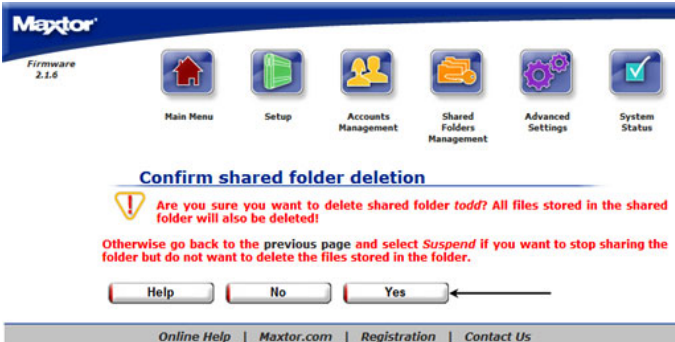 Maxtor
Firmware
2.1.6
Main Menu
Setup
Accounts
Management
Shared
Folders
Management
Advanced
Settings
System
Status
Confirm shared folder deletion
Are you sure you want to delete shared folder todd? All files stored in the shared
folder will also be deleted!
Otherwise go back to the previous page and select Suspend if you want to stop sharing the
folder but do not want to delete the files stored in the folder.
Help
No
Yes
Online Help | Maxtor.com | Registration | Contact Us